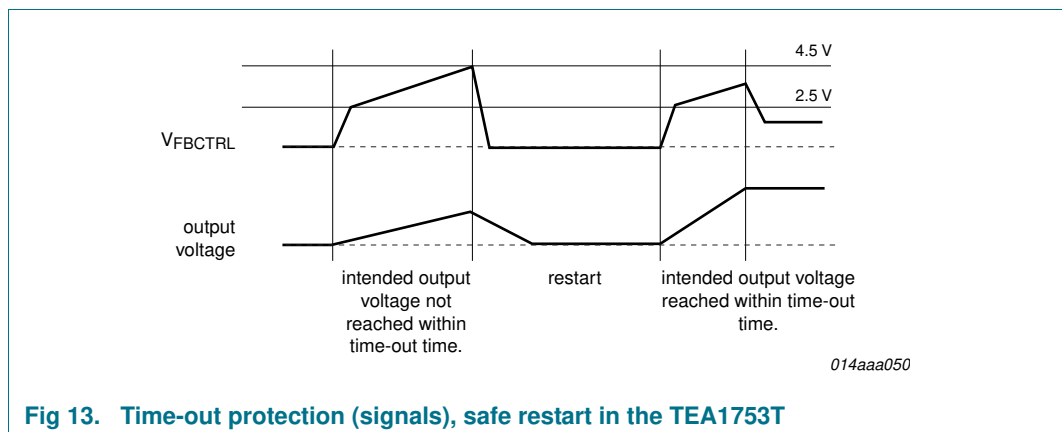 4.5 V
2.5 V
VFBCTRL
output
voltage
intended output
voltage not
reached within
time-out time.
restart
intended output voltage
reached within time-out
time.
014aaa050
Fig 13. Time-out protection (signals), safe restart in the TEA1753T